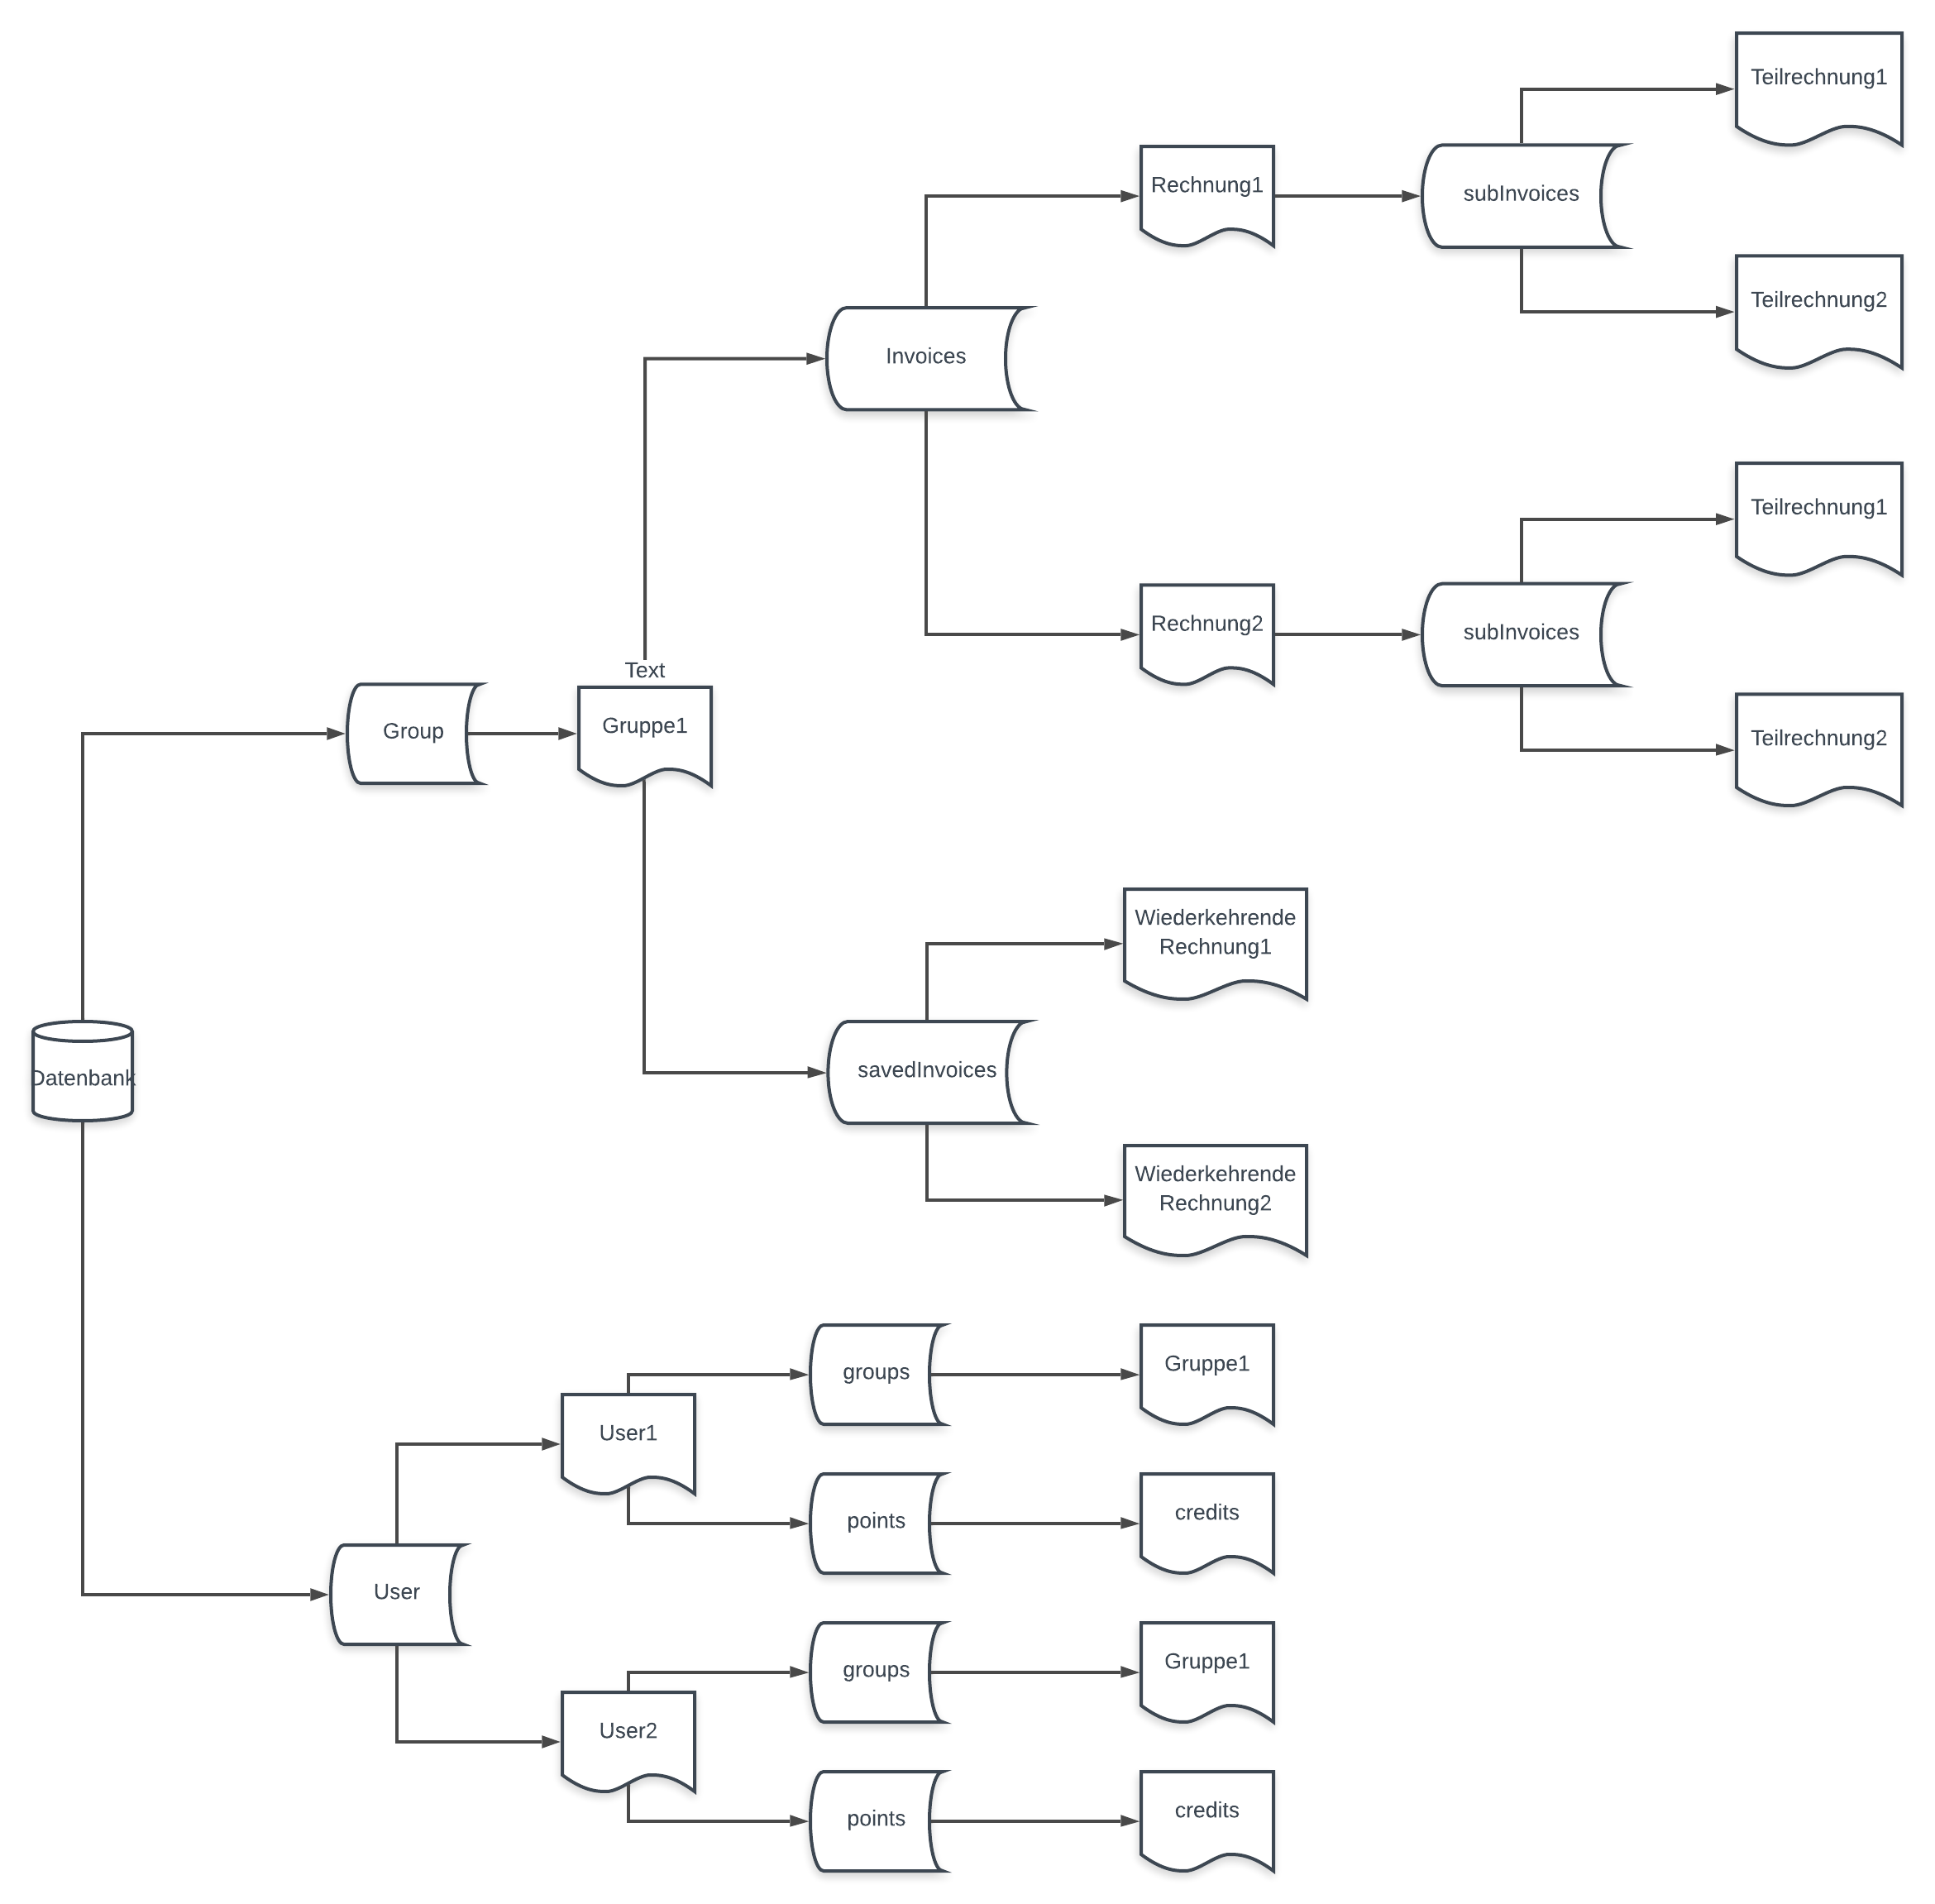 Teilrechnung1
Rechnung1
subInvoices
Teilrechnung2
Invoices
Teilrechnung1
Rechnung2
subInvoices
Text
Group
Gruppe1
Teilrechnung2
Wiederkehrende
Rechnung1
Datenbank
savedInvoices
Wiederkehrende
Rechnung2
groups
Gruppe1
User1
points
credits
User
groups
Gruppe1
User2
points
credits